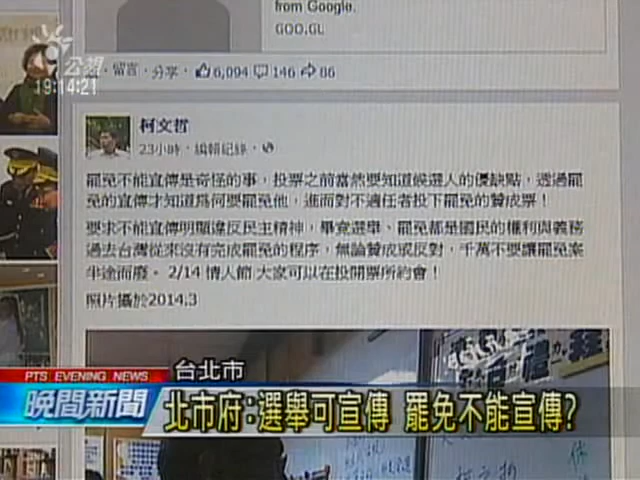 from Google.
GOO.GL
公視
19:14:21
留言·分享·6,094 146 86
柯文哲
23小時·編輯紀錄·
罷免不能宣傳是奇怪的事，投票之前當然要知道候選人的優缺點，透過罷
免的宣傳才知道為何要罷免他，進而對不適任者投下罷免的贊成票！
要求不能宣傳明顯違反民主精神，畢竟選舉、罷免都是國民的權利與義務
過去台灣從來沒有完成罷免的程序，無論贊成或反對，千萬不要讓罷免案
半途而廢。 2/14 情人節 大家可以在投開票所約會！
照片攝於2014.3
台北市
PTS EVENING NEWS
晚間新聞
北市府:選舉可宣傳 罷免不能宣傳?